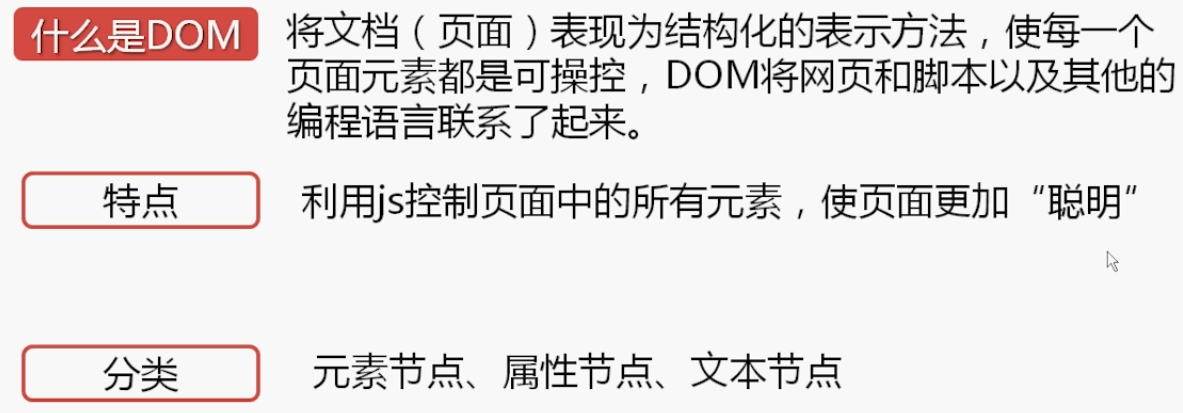 什么是DOM
将文档（页面）表现为结构化的表示方法，使每一个
页面元素都是可操控，DOM将网页和脚本以及其他的
编程语言联系了起来。
特点
利用js控制页面中的所有元素，使页面更加“聪明”
分类
元素节点、属性节点、文本节点